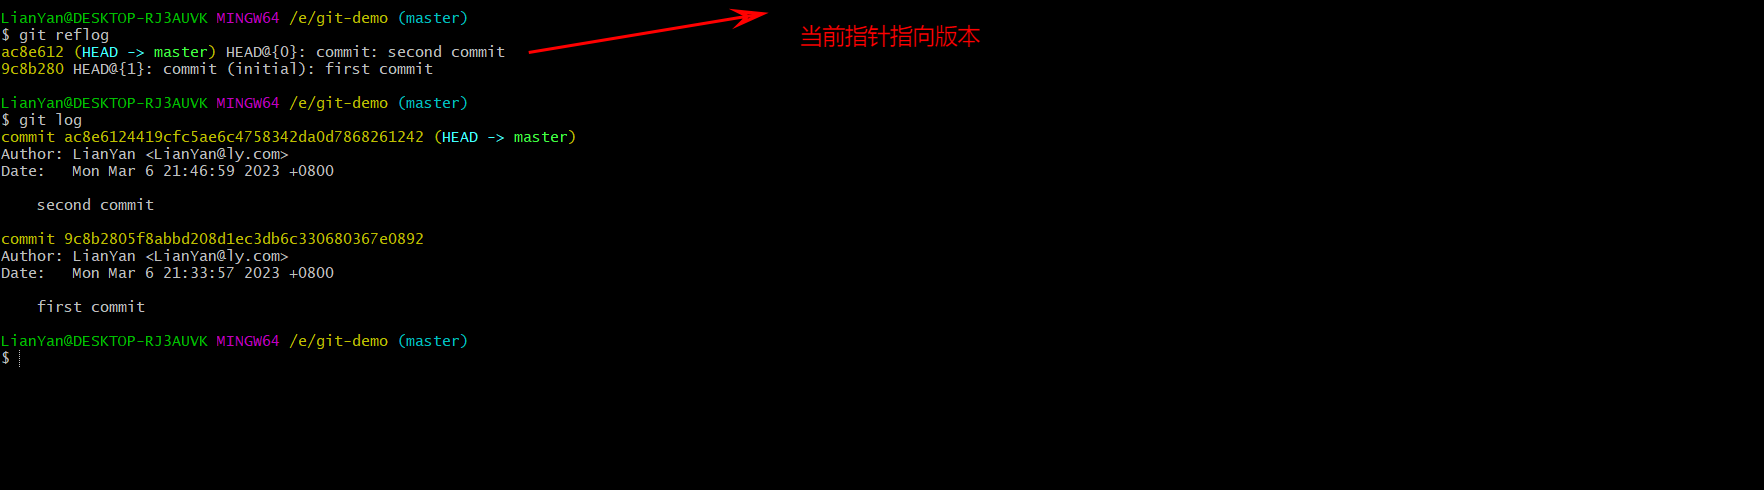 LianYan@DESKTOP-RJ3AUVK MINGW64 /e/git-demo (master)
$ git reflog
当前指针指向版本
ac8e612 (HEAD -> master) HEAD@{0}: commit: second commit
9c8b280 HEAD@{1}: commit (initial): first commit
LianYan@DESKTOP-RJ3AUVK MINGW64 /e/git-demo (master)
$ git log
commit ac8e6124419cfc5ae6c4758342da0d7868261242 (HEAD -> master)
Author: LianYan <LianYan@ly.com>
Date:   Mon Mar 6 21:46:59 2023 +0800
second commit
commit 9c8b2805f8abbd208d1ec3db6c330680367e0892
Author: LianYan <LianYan@ly.com>
Date:   Mon Mar 6 21:33:57 2023 +0800
first commit
LianYan@DESKTOP-RJ3AUVK MINGW64 /e/git-demo (master)
$